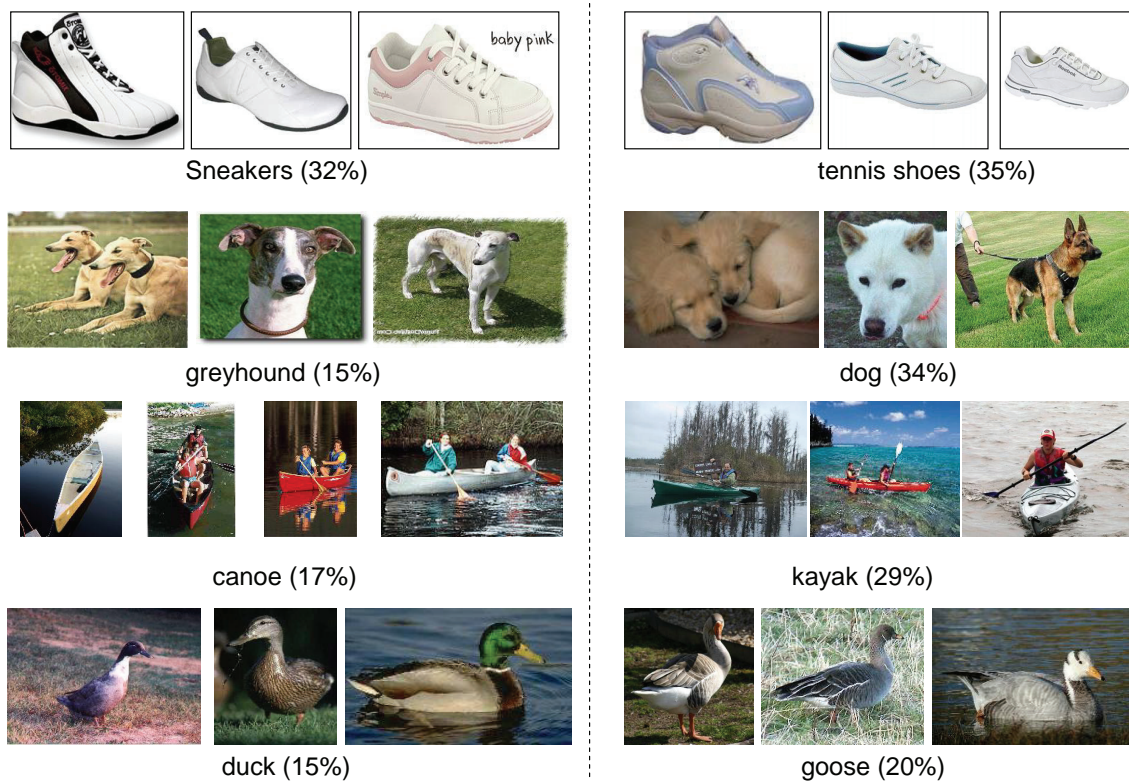 baby pink
Sneakers (32%)
tennis shoes (35%)
greyhound (15%)
dog (34%)
canoe (17%)
kayak (29%)
duck (15%)
goose (20%)